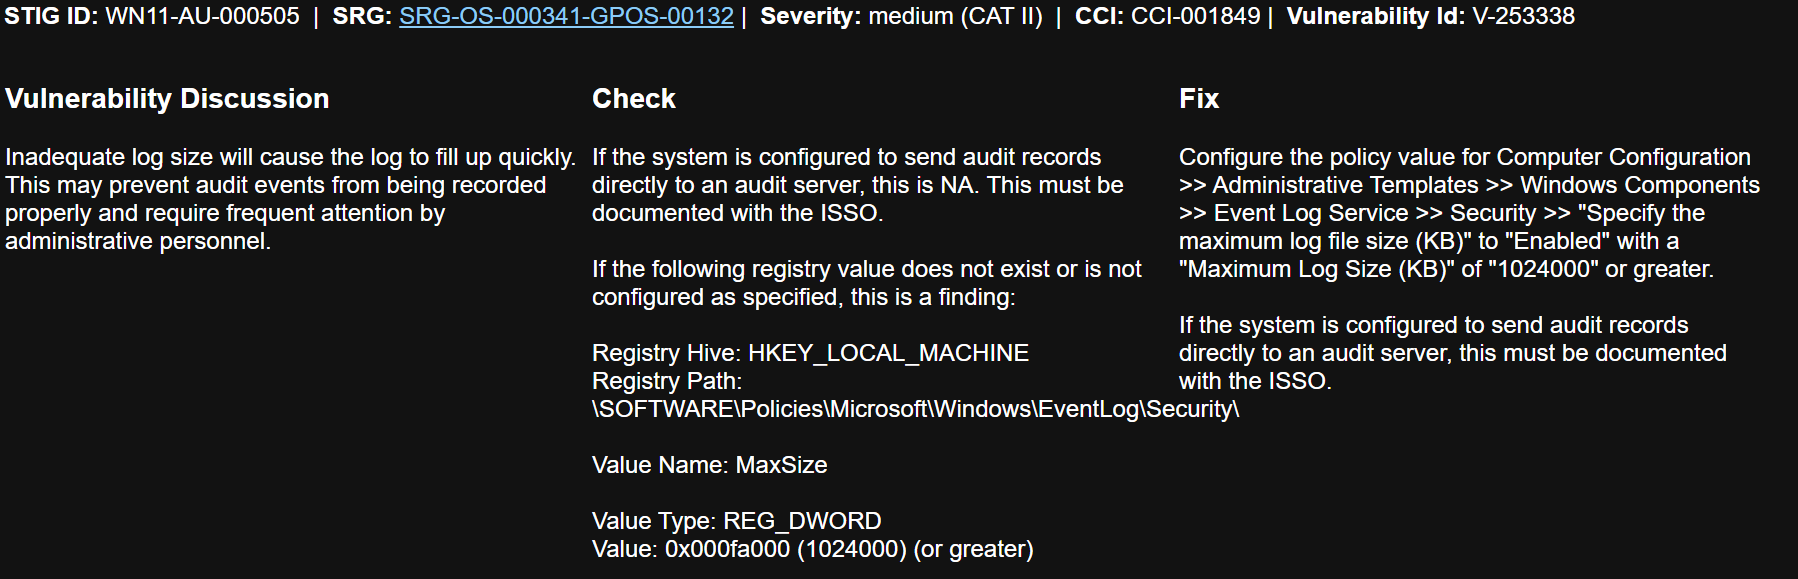 STIG ID: WN11-AU-000505 | SRG: SRG-OS-000341-GPOS-00132 | Severity: medium (CAT II) | CCI: CCI-001849 | Vulnerability Id: V-253338
Vulnerability Discussion
Inadequate log size will cause the log to fill up quickly.
This may prevent audit events from being recorded
properly and require frequent attention by
administrative personnel.
Check
If the system is configured to send audit records
directly to an audit server, this is NA. This must be
documented with the ISSO.
If the following registry value does not exist or is not
configured as specified, this is a finding:
Registry Hive: HKEY_LOCAL_MACHINE
Registry Path:
\SOFTWARE\Policies\Microsoft\Windows\EventLog\Security\
Value Name: MaxSize
Value Type: REG_DWORD
Value: 0x000fa000 (1024000) (or greater)
Fix
Configure the policy value for Computer Configuration
>> Administrative Templates >> Windows Components
>> Event Log Service >> Security >> "Specify the
maximum log file size (KB)" to "Enabled" with a
"Maximum Log Size (KB)" of "1024000" or greater.
If the system is configured to send audit records
directly to an audit server, this must be documented
with the ISSO.